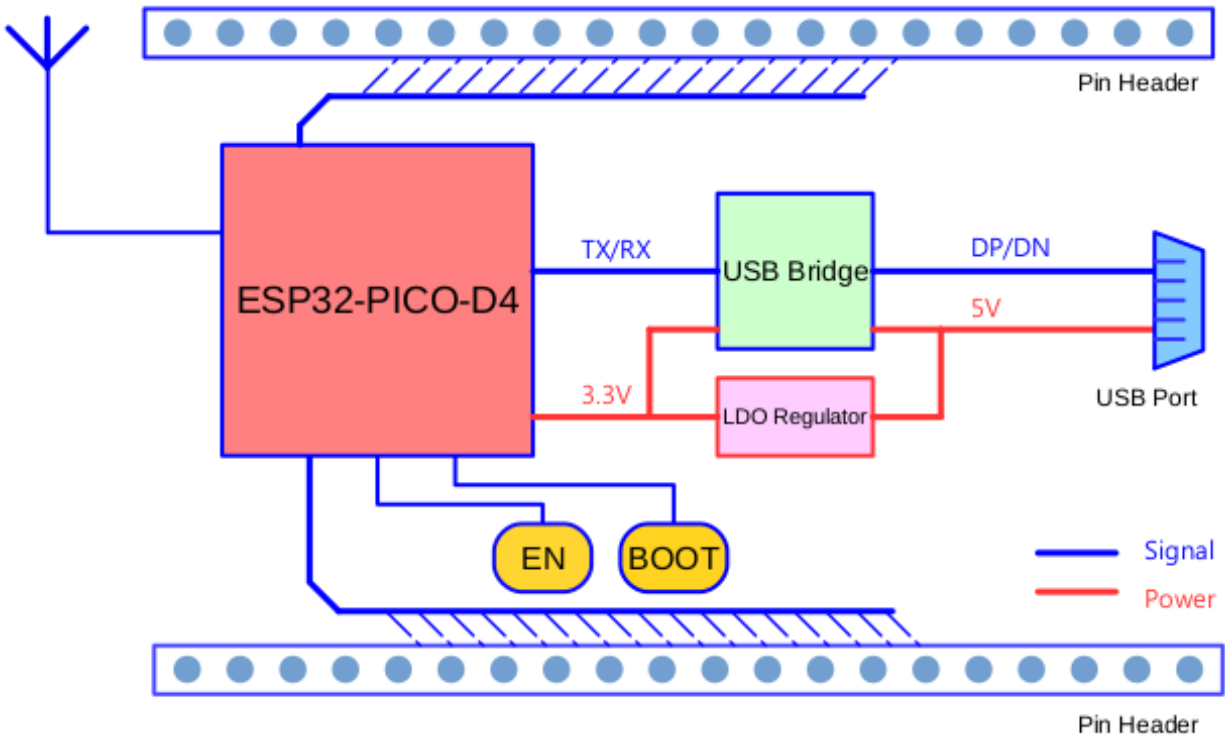 Pin Header
TX/RX
DP/DN
USB Bridge
ESP32-PICO-D4
5V
3.3V
LDO Regulator
USB Port
EN
BOOT
Signal
Power
Pin Header